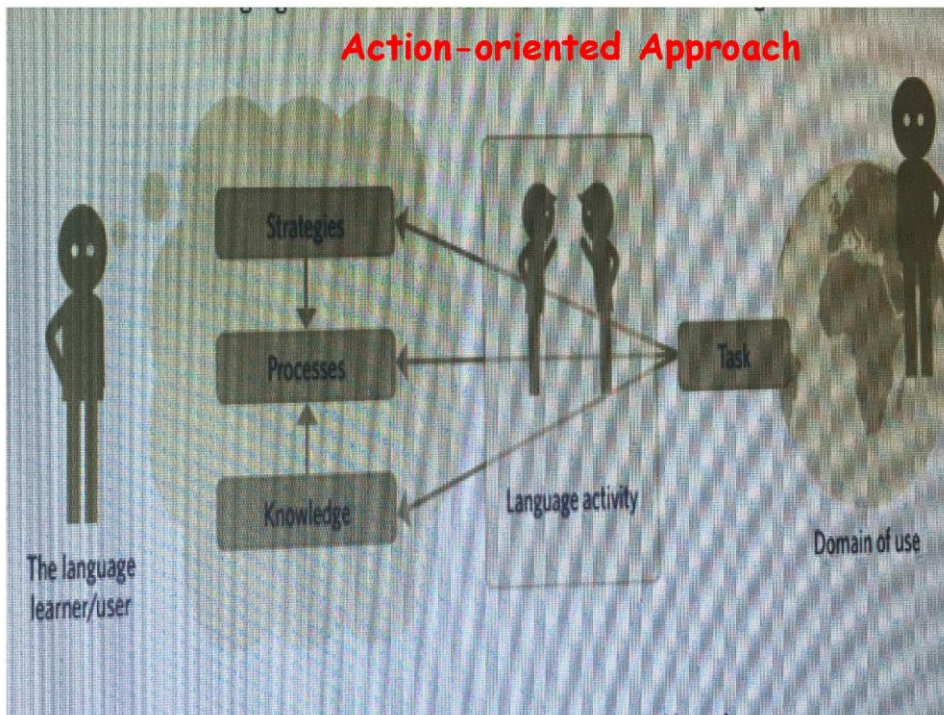 Action-oriented Approach
Strategies
Processes
Task
Knowledge
Language activity
Domain of use
The language
learner/user